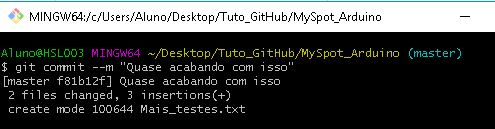 MINGW64:/c/Users/Aluno/Desktop/Tuto_GitHub/MySpot_Arduino
Aluno@HSLOO3 MINGW64 ~/Desktop/Tuto_GitHub/MySpot_Arduino (master)
$ git commit --m "Quase acabando com isso"
[master f81b12f] Quase acabando com isso
 2 files changed, 3 insertions(+)
 create mode 100644 Mais_testes.txt